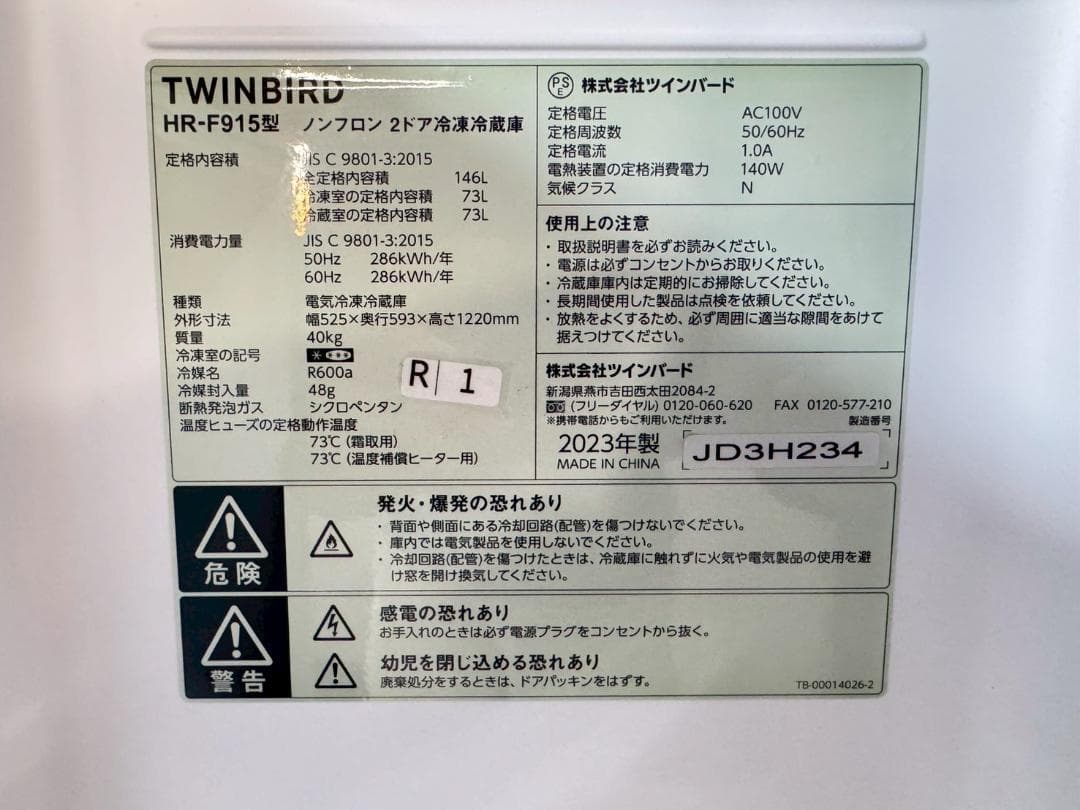 TWINBIRD
HR-F915型 ノンフロン 2ドア冷凍冷蔵庫
定格内容積 JIS C 9801-3:2015
全定格内容積 146L
冷凍室の定格内容積 73L
冷蔵室の定格内容積 73L
消費電力量 JIS C 9801-3:2015
50Hz 286kWh/年
60Hz 286kWh/年
種類 電気冷凍冷蔵庫
外形寸法 幅525×奥行593×高さ1220mm
質量 40kg
冷凍室の記号
冷媒名 R600a
冷媒封入量 48g
断熱発泡ガス シクロペンタン
温度ヒューズの定格動作温度
73℃ (霜取用)
73℃ (温度補償ヒーター用)
R 1
PS E 株式会社ツインバード
定格電圧 AC100V
定格周波数 50/60Hz
定格電流 1.0A
電熱装置の定格消費電力 140W
気候クラス N
使用上の注意
・取扱説明書を必ずお読みください。
・電源は必ずコンセントからお取りください。
・冷蔵庫庫内は定期的にお掃除してください。
・長期間使用した製品は点検を依頼してください。
・放熱をよくするため、必ず周囲に適当な隙間をあけて
据えつけてください。
株式会社ツインバード
新潟県燕市吉田西太田2084-2
(フリーダイヤル) 0120-060-620 FAX 0120-577-210
※携帯電話からもご利用いただけます。 製造番号
2023年製 JD3H234
MADE IN CHINA
危険
発火・爆発の恐れあり
・背面や側面にある冷却回路(配管)を傷つけないでください。
・庫内では電気製品を使用しないでください。
・冷却回路(配管)を傷つけたときは、冷蔵庫に触れずに火気や電気製品の使用を避
け窓を開け換気してください。
警告
感電の恐れあり
お手入れのときは必ず電源プラグをコンセントから抜く。
幼児を閉じ込める恐れあり
廃棄処分をするときは、ドアパッキンをはずす。
TB-00014026-2